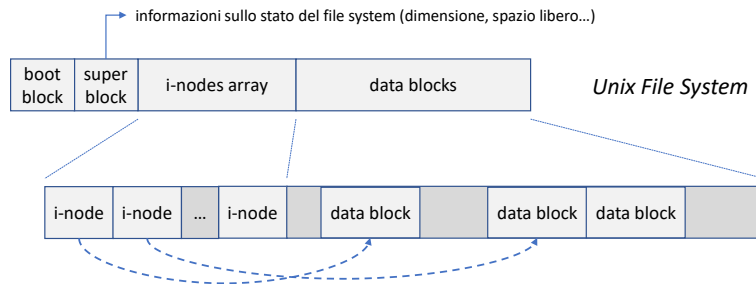 informazioni sullo stato del file system (dimensione, spazio libero…)
boot
block
super
block
i-nodes array
data blocks
Unix File System
i-node
i-node
...
i-node
data block
data block
data block